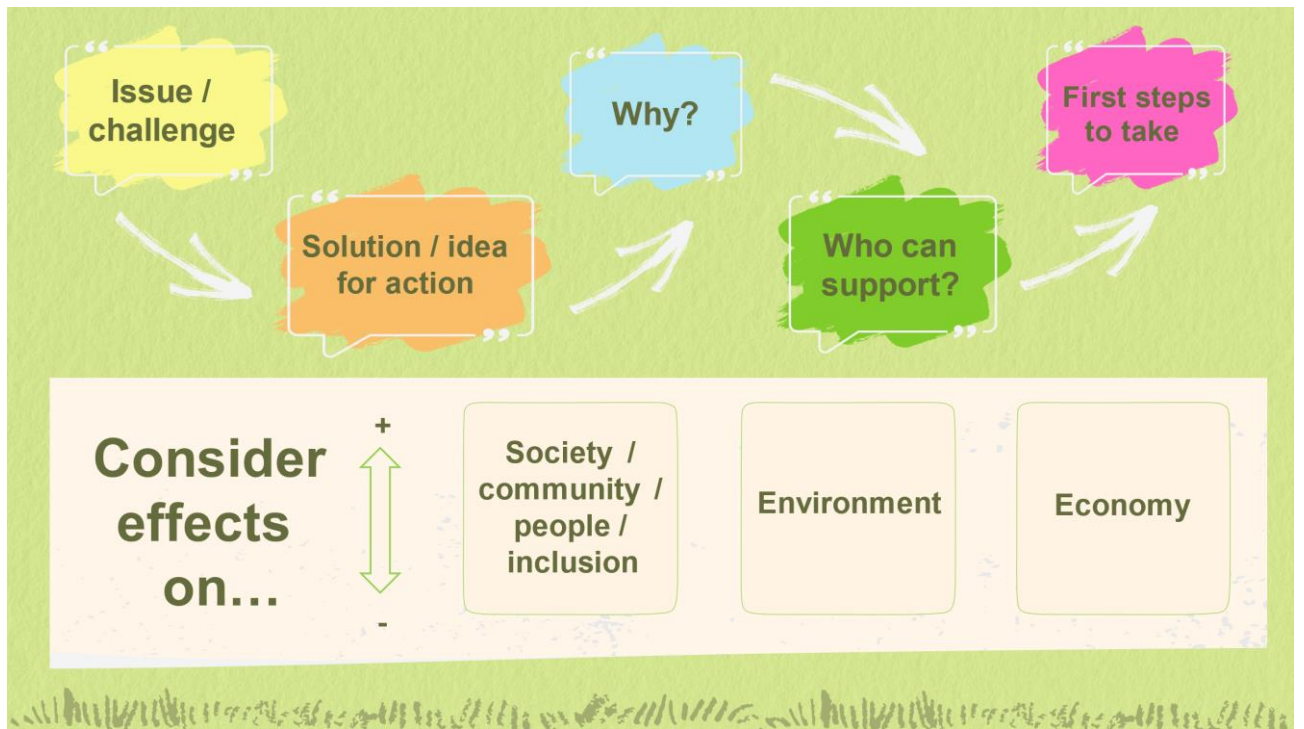 Issue /
challenge
Solution / idea
for action
Why?
Who can
support?
First steps
to take
Consider
effects
on…
+
-
Society /
community /
people /
inclusion
Environment
Economy